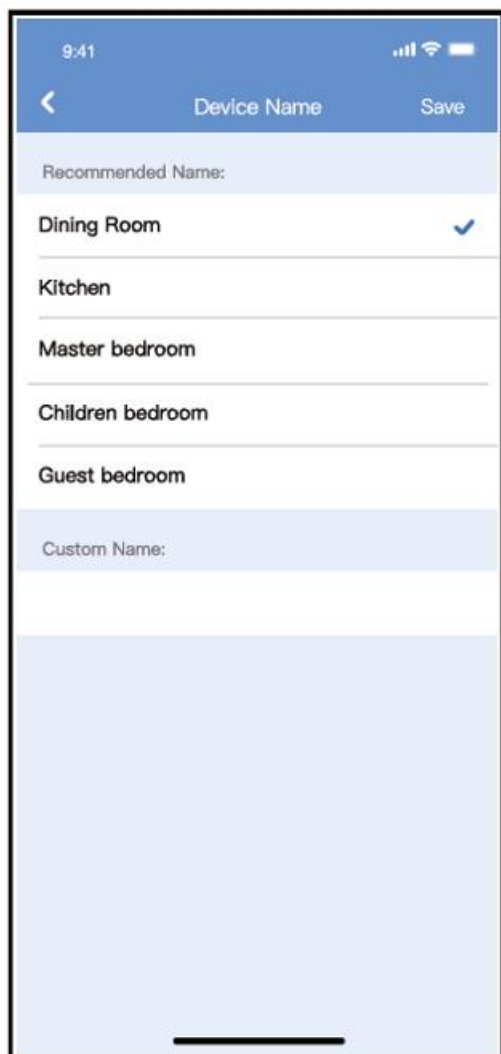 9:41
Device Name
Save
Recommended Name:
Dining Room
Kitchen
Master bedroom
Children bedroom
Guest bedroom
Custom Name: